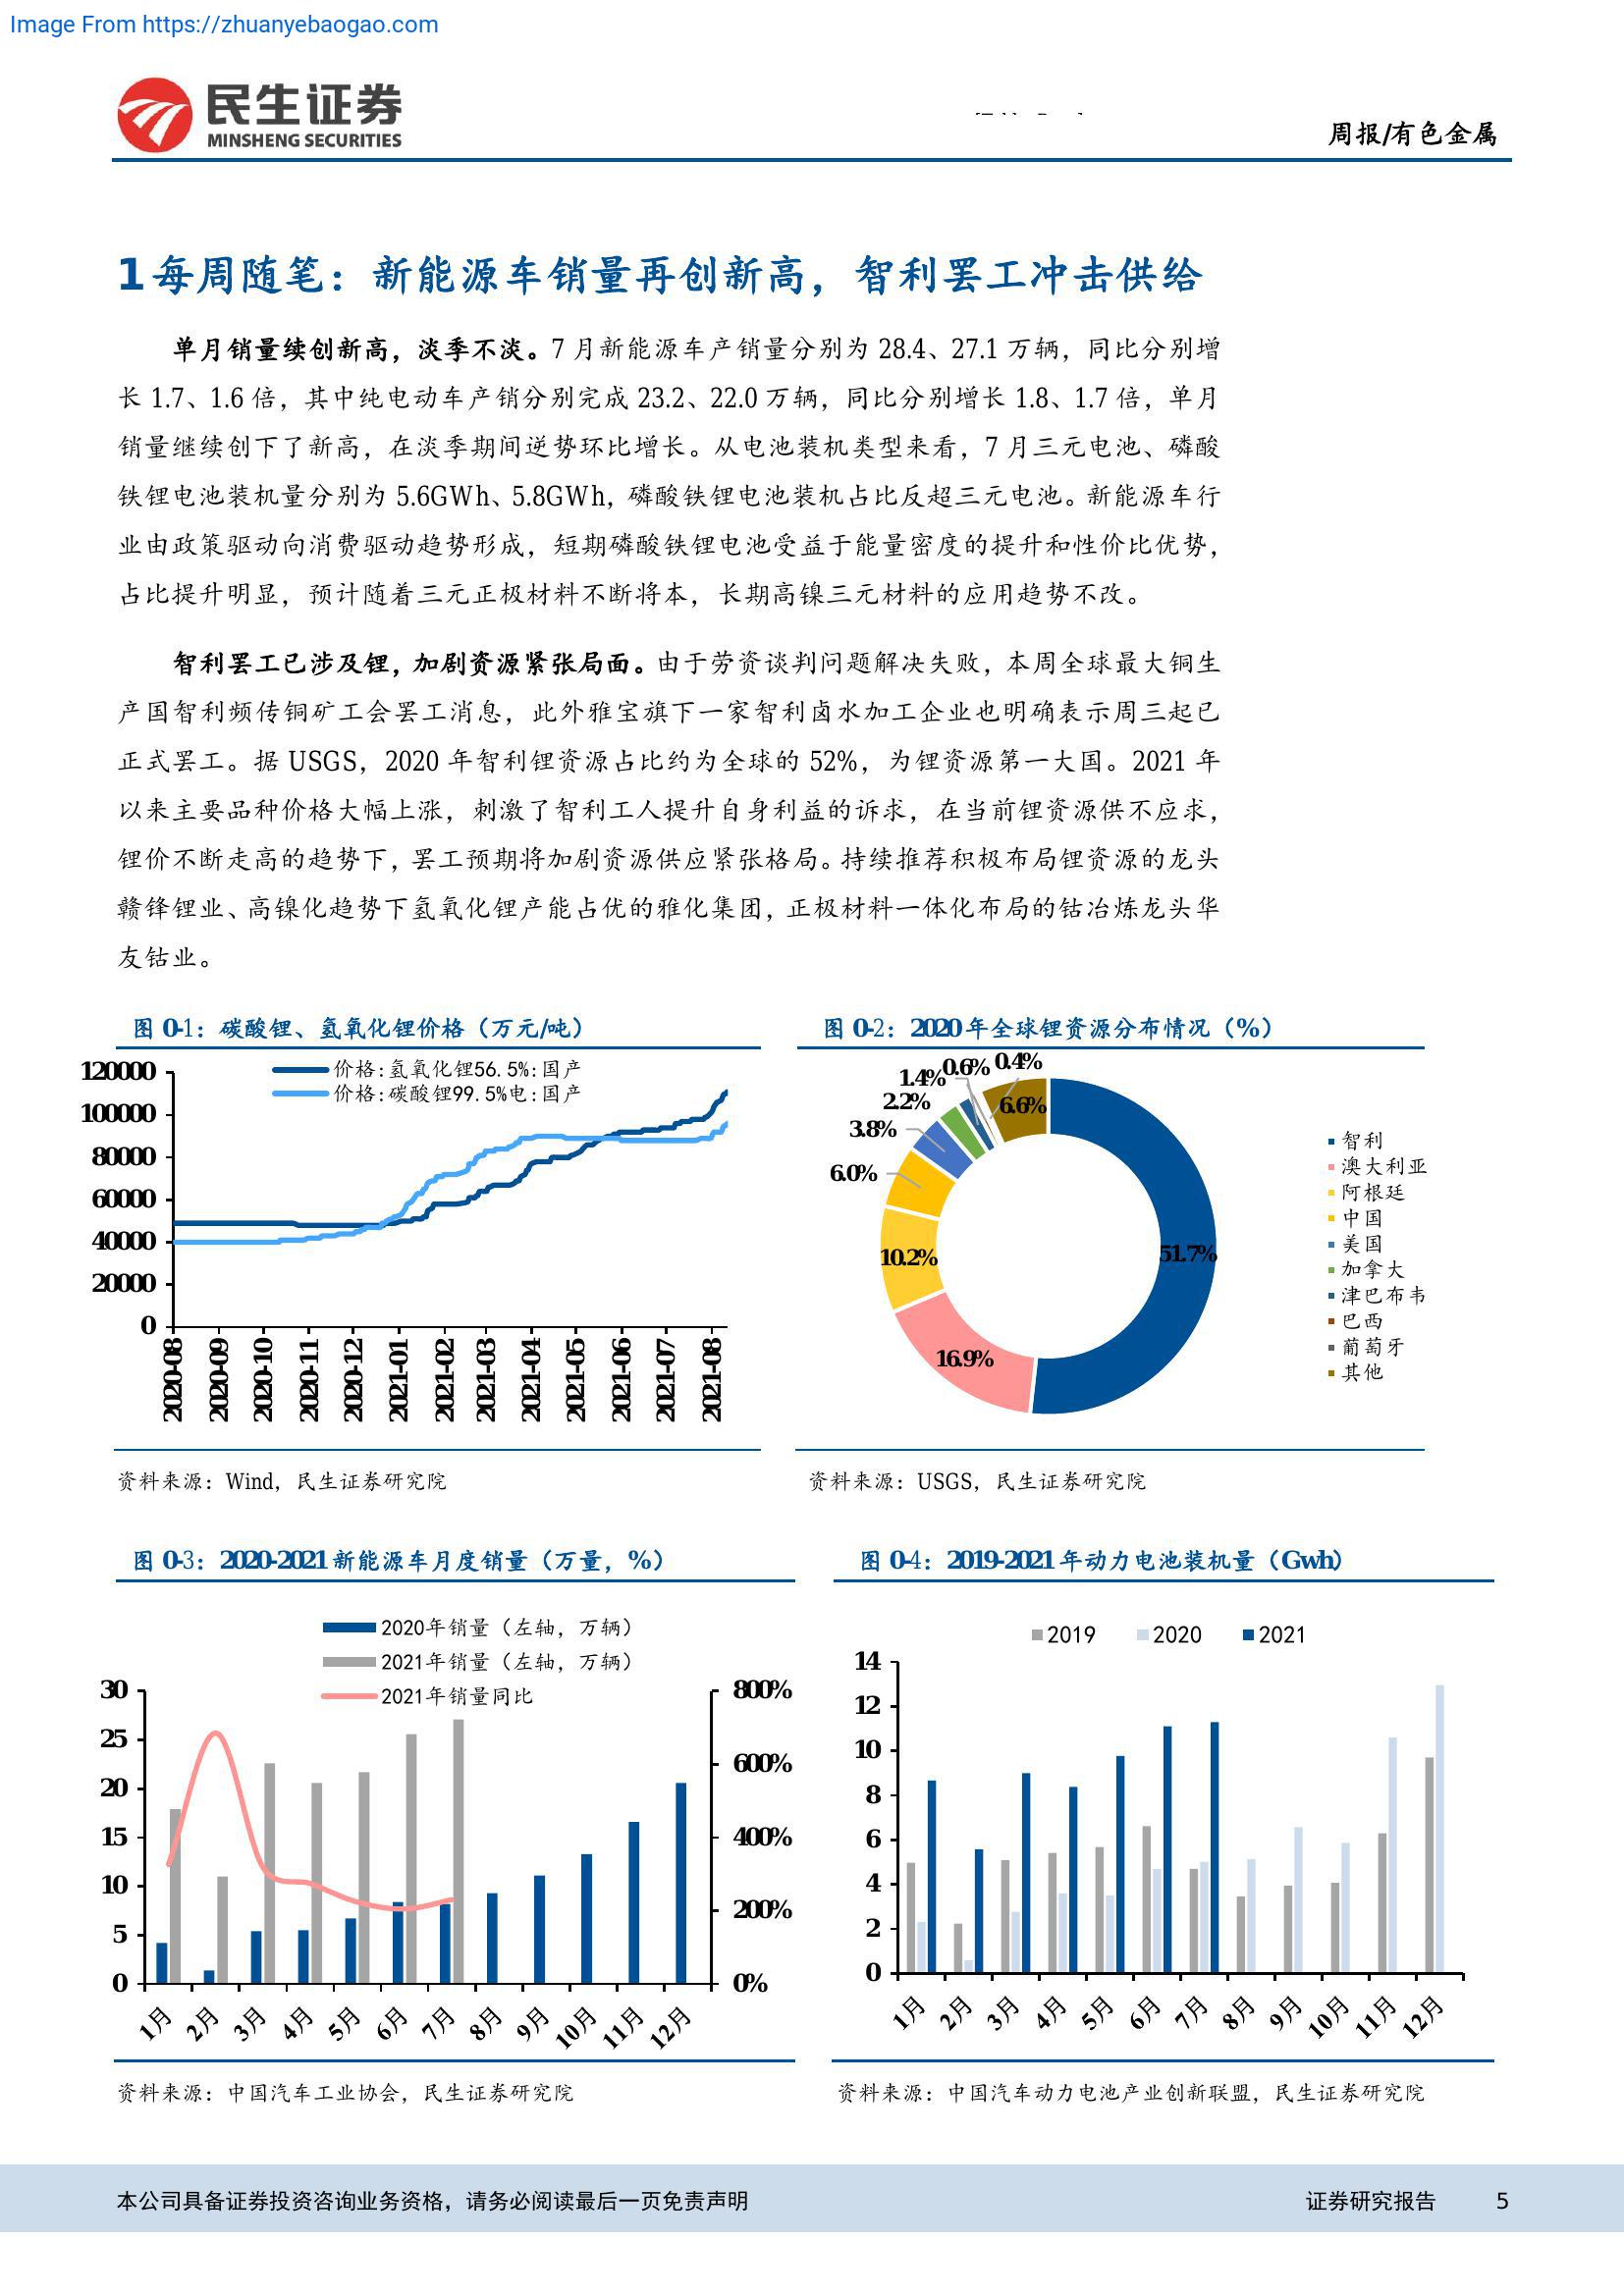 Image From https://zhuanyebaogao.com
民生证券
MINSHENG SECURITIES
周报/有色金属
1每周随笔：新能源车销量再创新高，智利罢工冲击供给
单月销量续创新高，淡季不淡。7 月新能源车产销量分别为 28.4、27.1 万辆，同比分别增
长 1.7、1.6 倍，其中纯电动车产销分别完成 23.2、22.0 万辆，同比分别增长 1.8、1.7 倍，单月
销量继续创下了新高，在淡季期间逆势环比增长。从电池装机类型来看，7 月三元电池、磷酸
铁锂电池装机量分别为 5.6GWh、5.8GWh，磷酸铁锂电池装机占比反超三元电池。新能源车行
业由政策驱动向消费驱动趋势形成，短期磷酸铁锂电池受益于能量密度的提升和性价比优势，
占比提升明显，预计随着三元正极材料不断将本，长期高镍三元材料的应用趋势不改。
智利罢工已涉及锂，加剧资源紧张局面。由于劳资谈判问题解决失败，本周全球最大铜生
产国智利频传铜矿工会罢工消息，此外雅宝旗下一家智利卤水加工企业也明确表示周三起已
正式罢工。据 USGS，2020 年智利锂资源占比约为全球的 52%，为锂资源第一大国。2021 年
以来主要品种价格大幅上涨，刺激了智利工人提升自身利益的诉求，在当前锂资源供不应求，
锂价不断走高的趋势下，罢工预期将加剧资源供应紧张格局。持续推荐积极布局锂资源的龙头
赣锋锂业、高镍化趋势下氢氧化锂产能占优的雅化集团，正极材料一体化布局的钴冶炼龙头华
友钴业。
图 0-1：碳酸锂、氢氧化锂价格（万元/吨）
价格:氢氧化锂56.5%:国产
价格:碳酸锂99.5%电:国产
120000
100000
80000
60000
40000
20000
0
2020-08
2020-09
2020-10
2020-11
2020-12
2021-01
2021-02
2021-03
2021-04
2021-05
2021-06
2021-07
2021-08
资料来源：Wind，民生证券研究院
图 0-2：2020 年全球锂资源分布情况（%）
0.4%
0.6%
1.4%
2.2%
3.8%
6.0%
6.6%
10.2%
16.9%
51.7%
智利
澳大利亚
阿根廷
中国
美国
加拿大
津巴布韦
巴西
葡萄牙
其他
资料来源：USGS，民生证券研究院
图 0-3：2020-2021 新能源车月度销量（万量，%）
2020年销量（左轴，万辆）
2021年销量（左轴，万辆）
2021年销量同比
30
25
20
15
10
5
0
800%
600%
400%
200%
0%
1月 2月 3月 4月 5月 6月 7月 8月 9月 10月 11月 12月
资料来源：中国汽车工业协会，民生证券研究院
图 0-4：2019-2021 年动力电池装机量（Gwh）
2019 2020 2021
14
12
10
8
6
4
2
0
1月 2月 3月 4月 5月 6月 7月 8月 9月 10月 11月 12月
资料来源：中国汽车动力电池产业创新联盟，民生证券研究院
本公司具备证券投资咨询业务资格，请务必阅读最后一页免责声明
证券研究报告 5